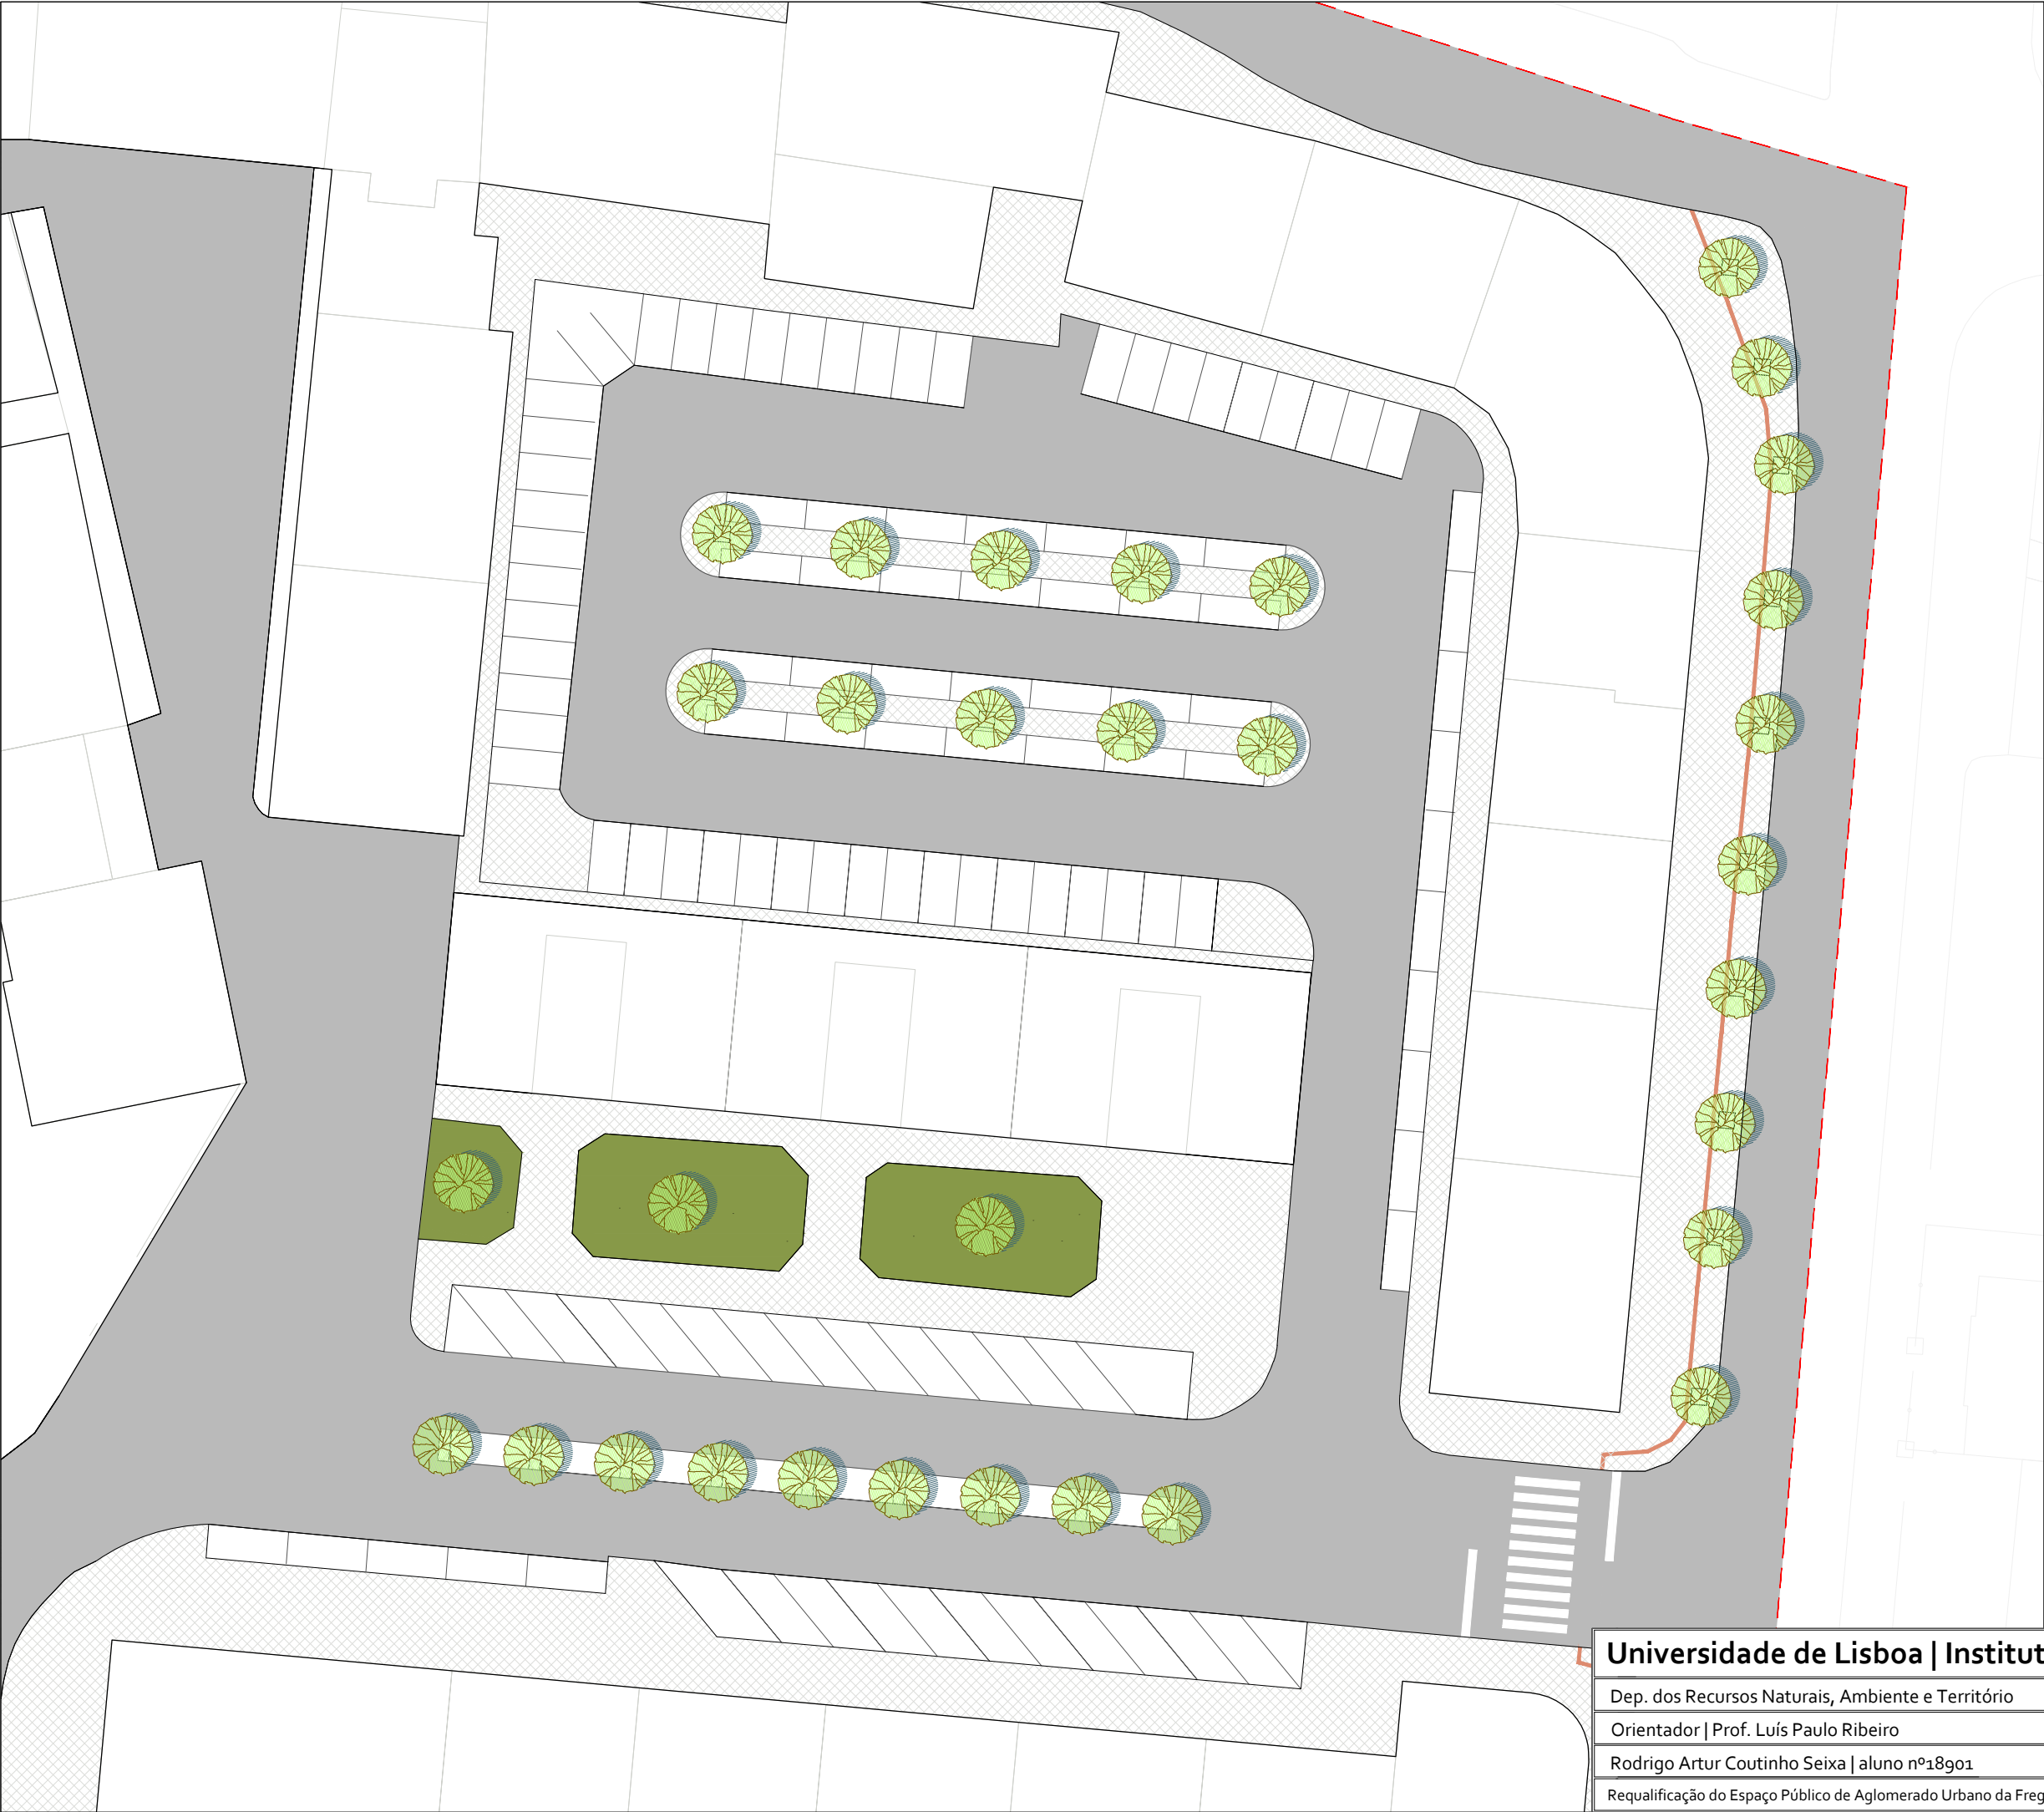 Universidade de Lisboa | Institut
Dep. dos Recursos Naturais, Ambiente e Território
Orientador | Prof. Luís Paulo Ribeiro
Rodrigo Artur Coutinho Seixa | aluno nº18901
Requalificação do Espaço Público de Aglomerado Urbano da Freg